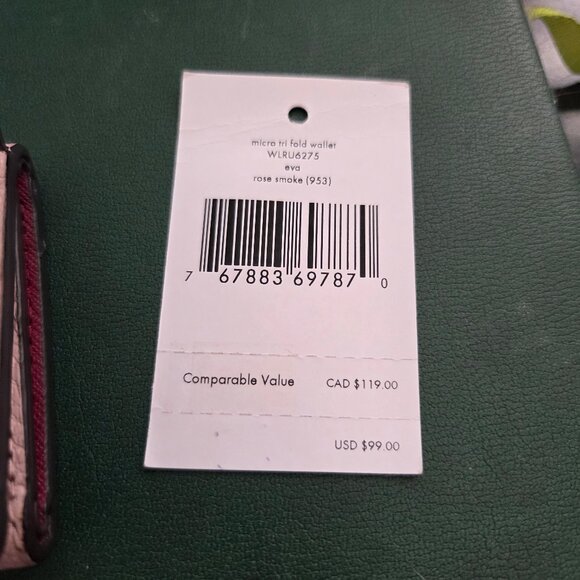 micro tri fold wallet
WLRU6275
eva
rose smoke (953)
7 67883 69787 0
Comparable Value CAD $119.00
USD $99.00